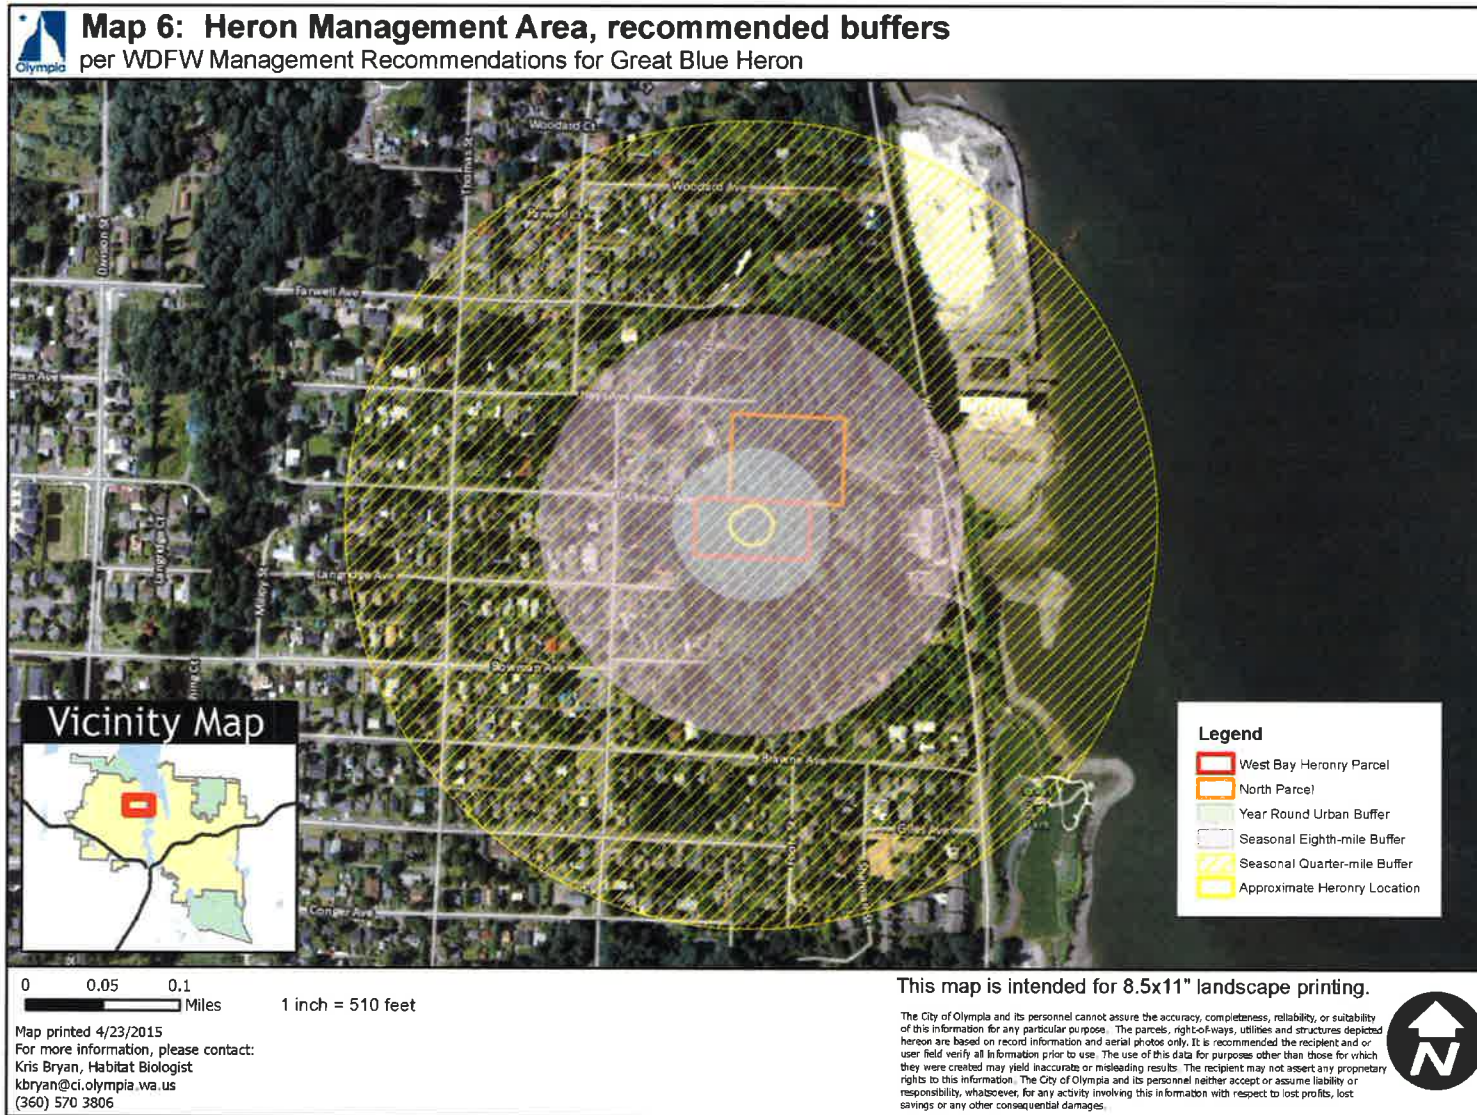 Map 6: Heron Management Area, recommended buffers
per WDFW Management Recommendations for Great Blue Heron
Olympia
Woodard Ct
Thomas St
Woodard Ave
Farwell Ct
Division St
Farwell Ave
Hays Ave
Langridge Ct
Milroy St
Langridge Ave
Bowman Ave
Brawne Ave
Conger Ave
Vicinity Map
Legend
West Bay Heronry Parcel
North Parcel
Year Round Urban Buffer
Seasonal Eighth-mile Buffer
Seasonal Quarter-mile Buffer
Approximate Heronry Location
0 0.05 0.1
Miles
1 inch = 510 feet
Map printed 4/23/2015
For more information, please contact:
Kris Bryan, Habitat Biologist
kbryan@ci.olympia.wa.us
(360) 570 3806
This map is intended for 8.5x11" landscape printing.
The City of Olympia and its personnel cannot assure the accuracy, completeness, reliability, or suitability
of this information for any particular purpose. The parcels, right-of-ways, utilities and structures depicted
hereon are based on record information and aerial photos only. It is recommended the recipient and or
user field verify all information prior to use. The use of this data for purposes other than those for which
they were created may yield inaccurate or misleading results. The recipient may not assert any proprietary
rights to this information. The City of Olympia and its personnel neither accept or assume liability or
responsibility, whatsoever, for any activity involving this information with respect to lost profits, lost
savings or any other consequential damages.
N